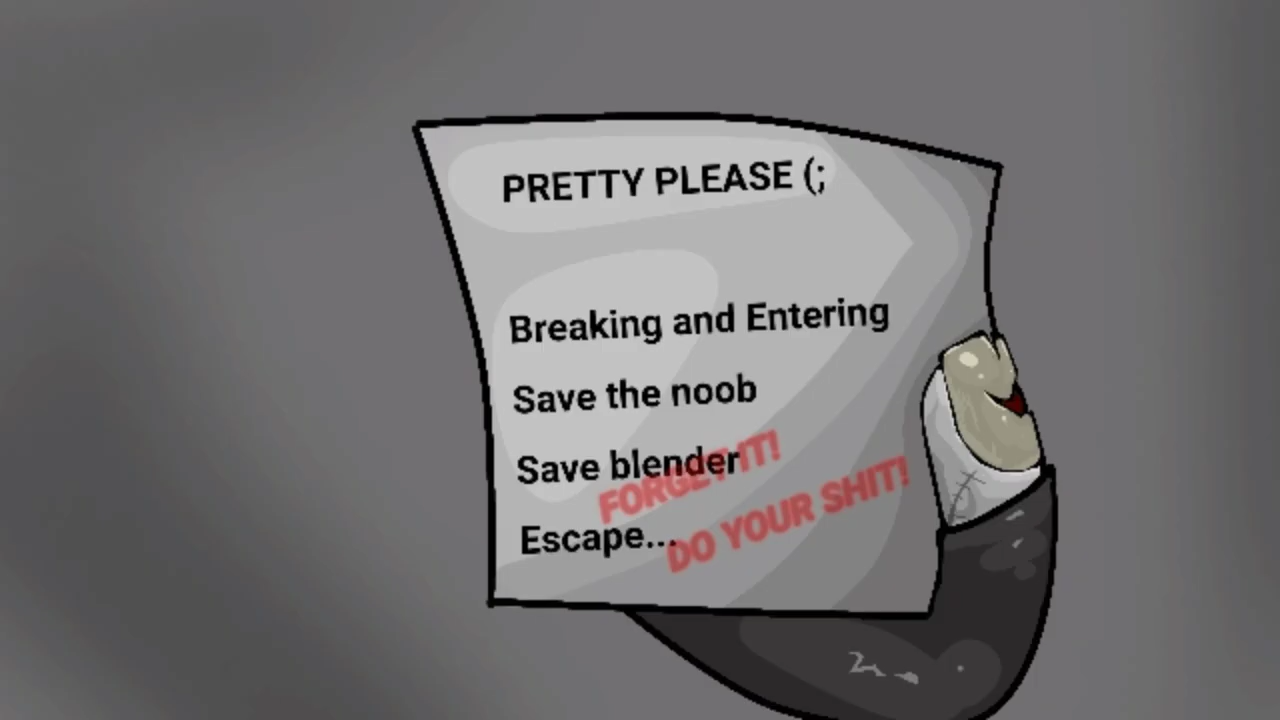 PRETTY PLEASE (;
Breaking and Entering
Save the noob
Save blender
FORGET IT!
Escape...
DO YOUR SHIT!